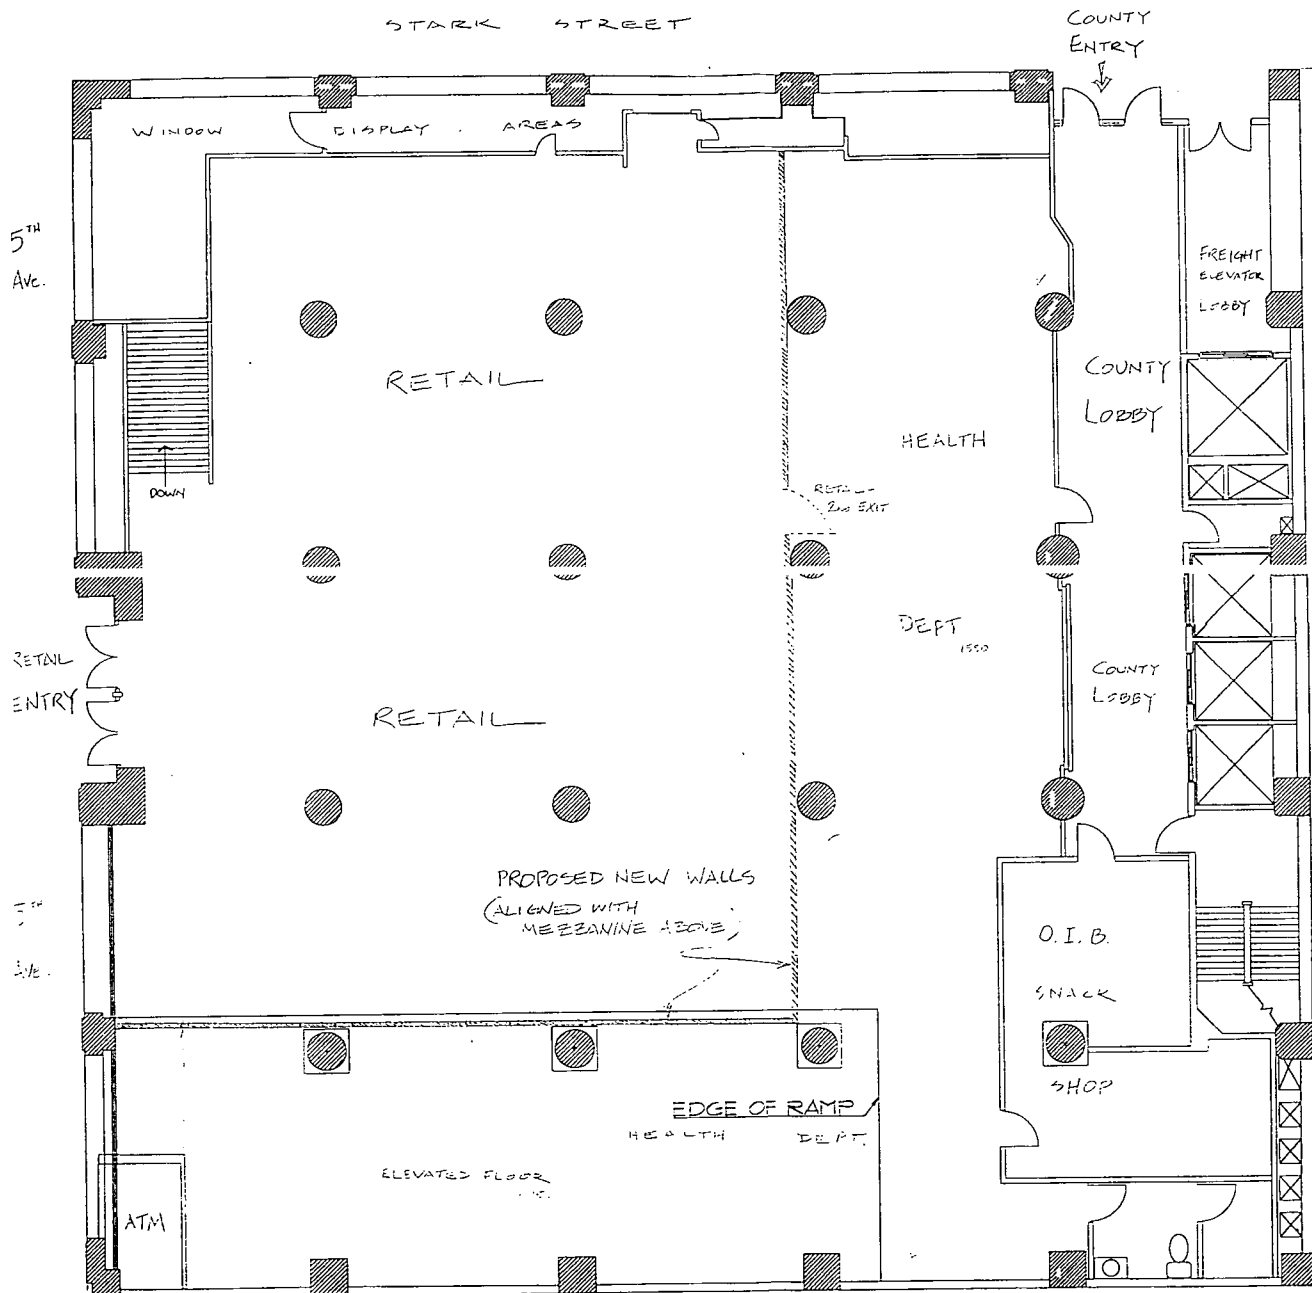 STARK STREET
COUNTY
ENTRY
WINDOW DISPLAY AREAS
5TH
AVE.
FREIGHT
ELEVATOR
LOBBY
RETAIL
COUNTY
LOBBY
HEALTH
DOWN
RETAIL
2ND EXIT
DEPT
1550
RETAIL
ENTRY
COUNTY
LOBBY
RETAIL
PROPOSED NEW WALLS
(ALIGNED WITH
MEZZANINE ABOVE)
5TH
AVE.
O.I.B.
SNACK
SHOP
EDGE OF RAMP
HEALTH DEPT.
ELEVATED FLOOR
ATM